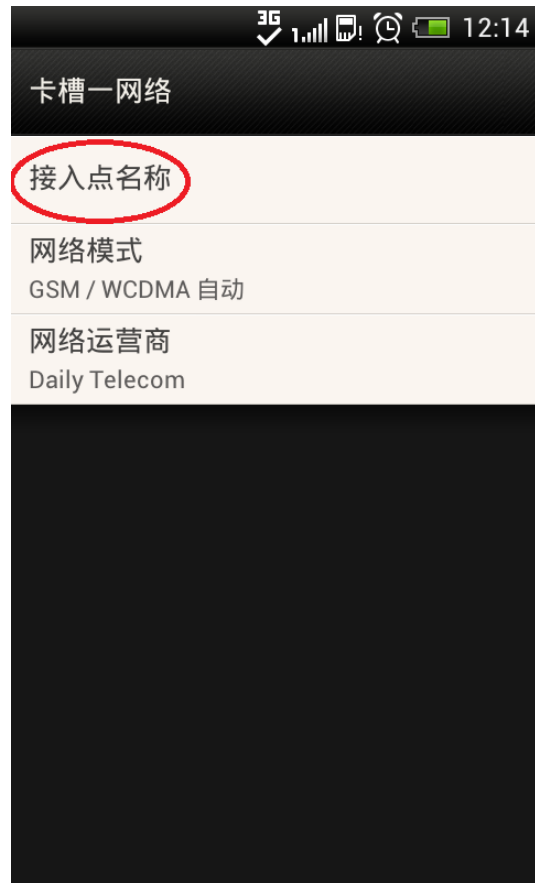 3G 1 12:14
卡槽一网络
接入点名称
网络模式
GSM / WCDMA 自动
网络运营商
Daily Telecom